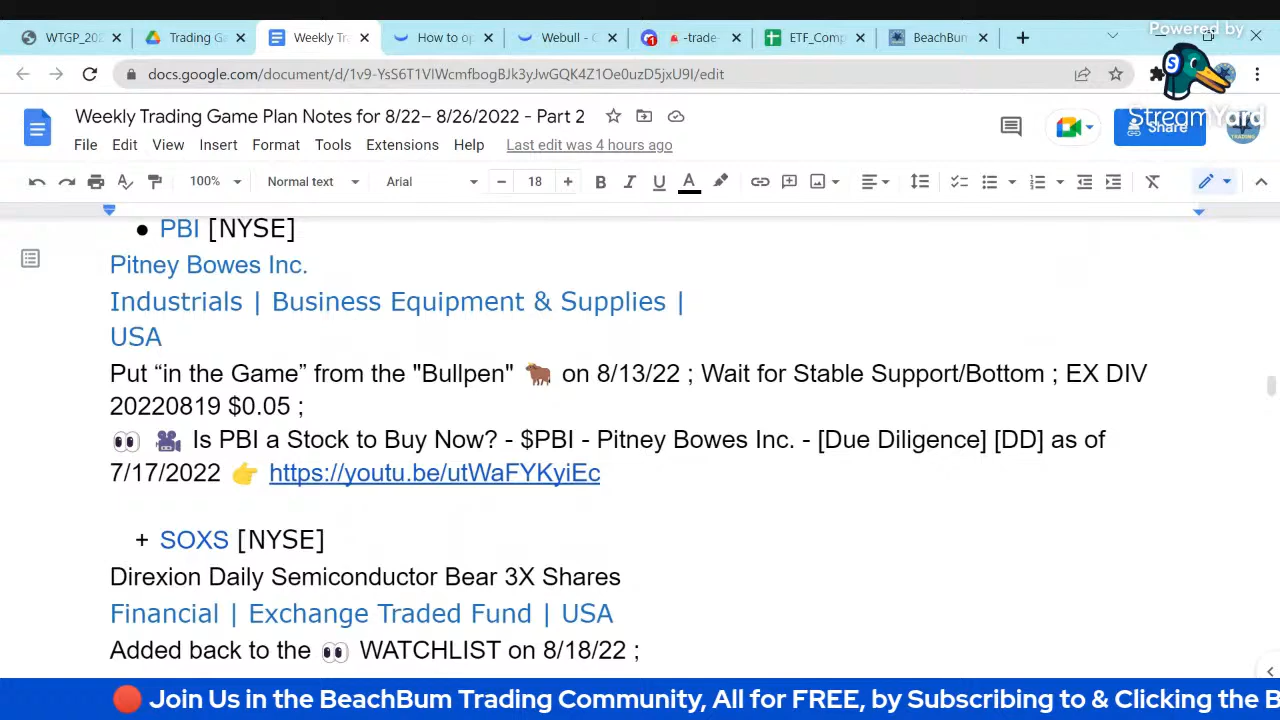 Powered by
WTGP_202
Trading Ga
Weekly Tra
How to op
Webull - C
-trade-
ETF_Comp
BeachBum
docs.google.com/document/d/1v9-YsS6T1VIWcmtbogBJk3yJwGQK4Z1Oe0uzD5jxU9I/edit
StreamYard
Weekly Trading Game Plan Notes for 8/22– 8/26/2022 - Part 2
Share
File Edit View Insert Format Tools Extensions Help Last edit was 4 hours ago
100% Normal text Arial 18 B I U A
● PBI [NYSE]
Pitney Bowes Inc.
Industrials | Business Equipment & Supplies |
USA
Put “in the Game” from the "Bullpen" 🐂 on 8/13/22 ; Wait for Stable Support/Bottom ; EX DIV
20220819 $0.05 ;
👀 🎥 Is PBI a Stock to Buy Now? - $PBI - Pitney Bowes Inc. - [Due Diligence] [DD] as of
7/17/2022 👉 https://youtu.be/utWaFYKyiEc
+ SOXS [NYSE]
Direxion Daily Semiconductor Bear 3X Shares
Financial | Exchange Traded Fund | USA
Added back to the 👀 WATCHLIST on 8/18/22 ;
🔴 Join Us in the BeachBum Trading Community, All for FREE, by Subscribing to & Clicking the B